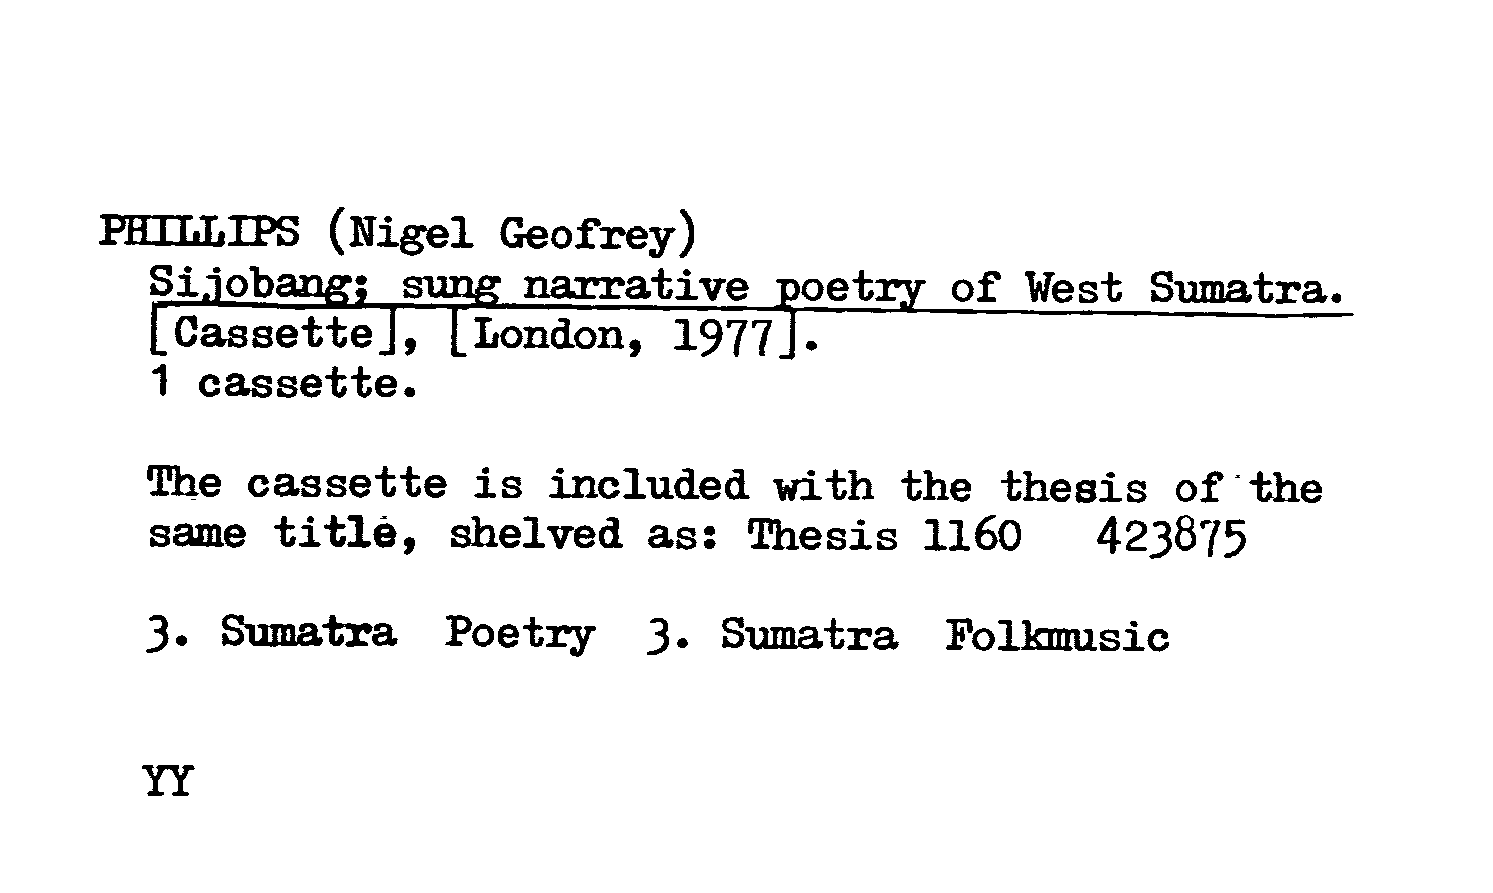 PHILLIPS (Nigel Geofrey)
Sijobang; sung narrative poetry of West Sumatra.
[Cassette], [London, 1977].
1 cassette.
The cassette is included with the thesis of the
same title, shelved as: Thesis 1160 423875
3. Sumatra Poetry 3. Sumatra Folkmusic
YY